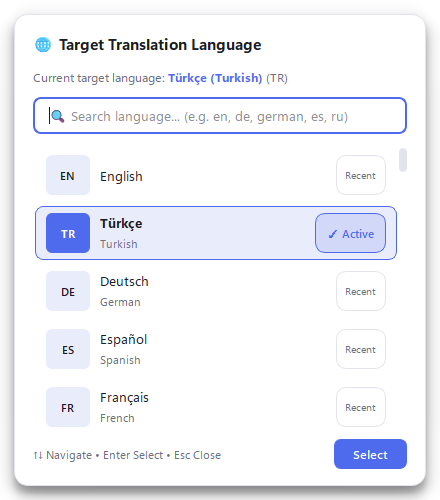 🌐 Target Translation Language
Current target language: Türkçe (Turkish) (TR)
🔍 Search language... (e.g. en, de, german, es, ru)
EN English Recent
TR Türkçe Turkish ✓ Active
DE Deutsch German Recent
ES Español Spanish Recent
FR Français French Recent
↑↓ Navigate • Enter Select • Esc Close Select